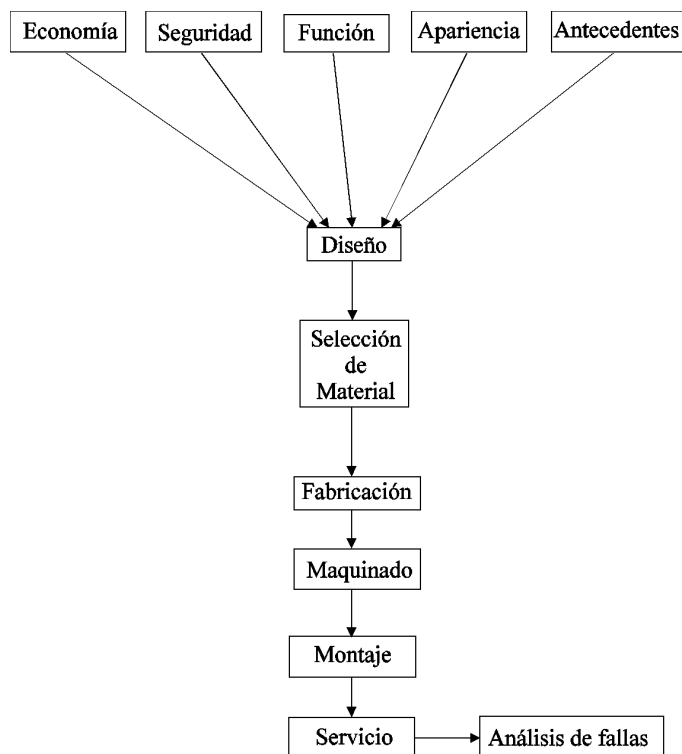 Economía
Seguridad
Función
Apariencia
Antecedentes
Diseño
Selección
de
Material
Fabricación
Maquinado
Montaje
Servicio
Análisis de fallas